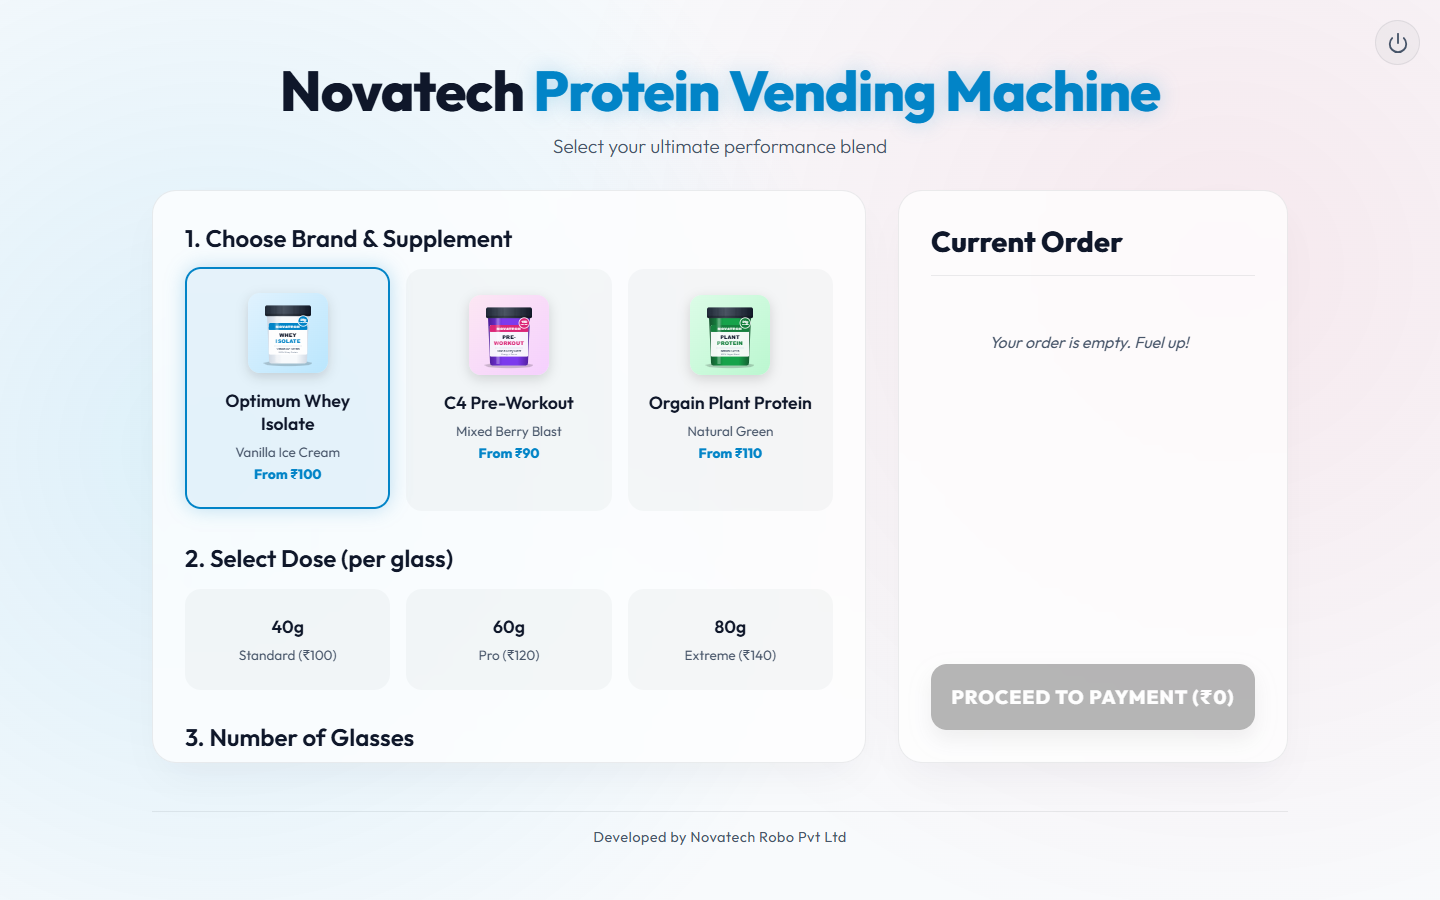 Novatech Protein Vending Machine
Select your ultimate performance blend
1. Choose Brand & Supplement
NOVATECH
WHEY
ISOLATE
Optimum Whey
Isolate
Vanilla Ice Cream
From ₹100
NOVATECH
PRE-
WORKOUT
C4 Pre-Workout
Mixed Berry Blast
From ₹90
NOVATECH
PLANT
PROTEIN
Orgain Plant Protein
Natural Green
From ₹110
2. Select Dose (per glass)
40g
Standard (₹100)
60g
Pro (₹120)
80g
Extreme (₹140)
3. Number of Glasses
Current Order
Your order is empty. Fuel up!
PROCEED TO PAYMENT (₹0)
Developed by Novatech Robo Pvt Ltd